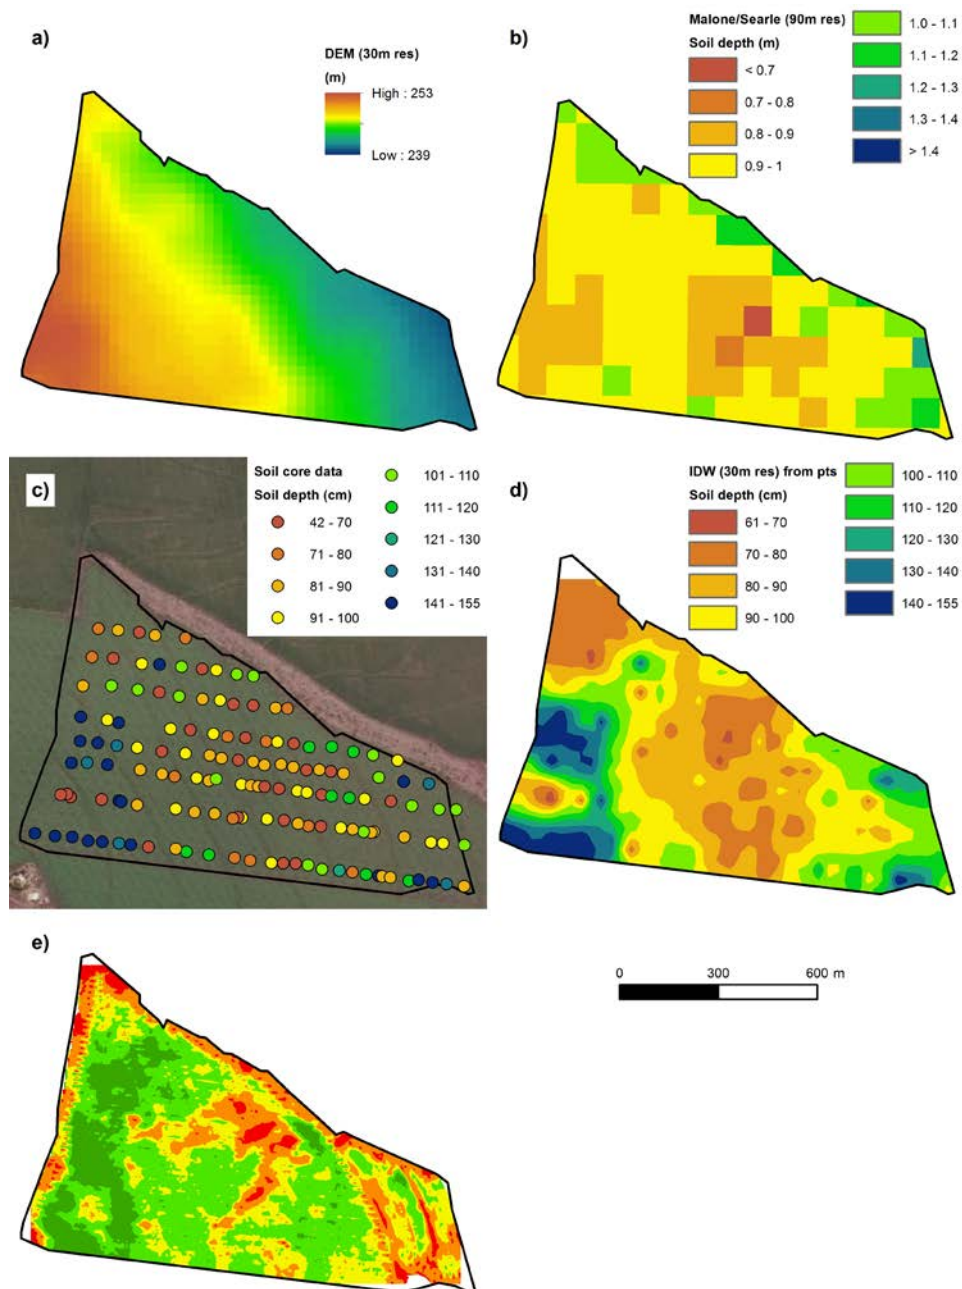 a)
DEM (30m res)
(m)
High : 253
Low : 239
b)
Malone/Searle (90m res)
Soil depth (m)
< 0.7
0.7 - 0.8
0.8 - 0.9
0.9 - 1
1.0 - 1.1
1.1 - 1.2
1.2 - 1.3
1.3 - 1.4
> 1.4
c)
Soil core data
Soil depth (cm)
42 - 70
71 - 80
81 - 90
91 - 100
101 - 110
111 - 120
121 - 130
131 - 140
141 - 155
d)
IDW (30m res) from pts
Soil depth (cm)
61 - 70
70 - 80
80 - 90
90 - 100
100 - 110
110 - 120
120 - 130
130 - 140
140 - 155
e)
0 300 600 m